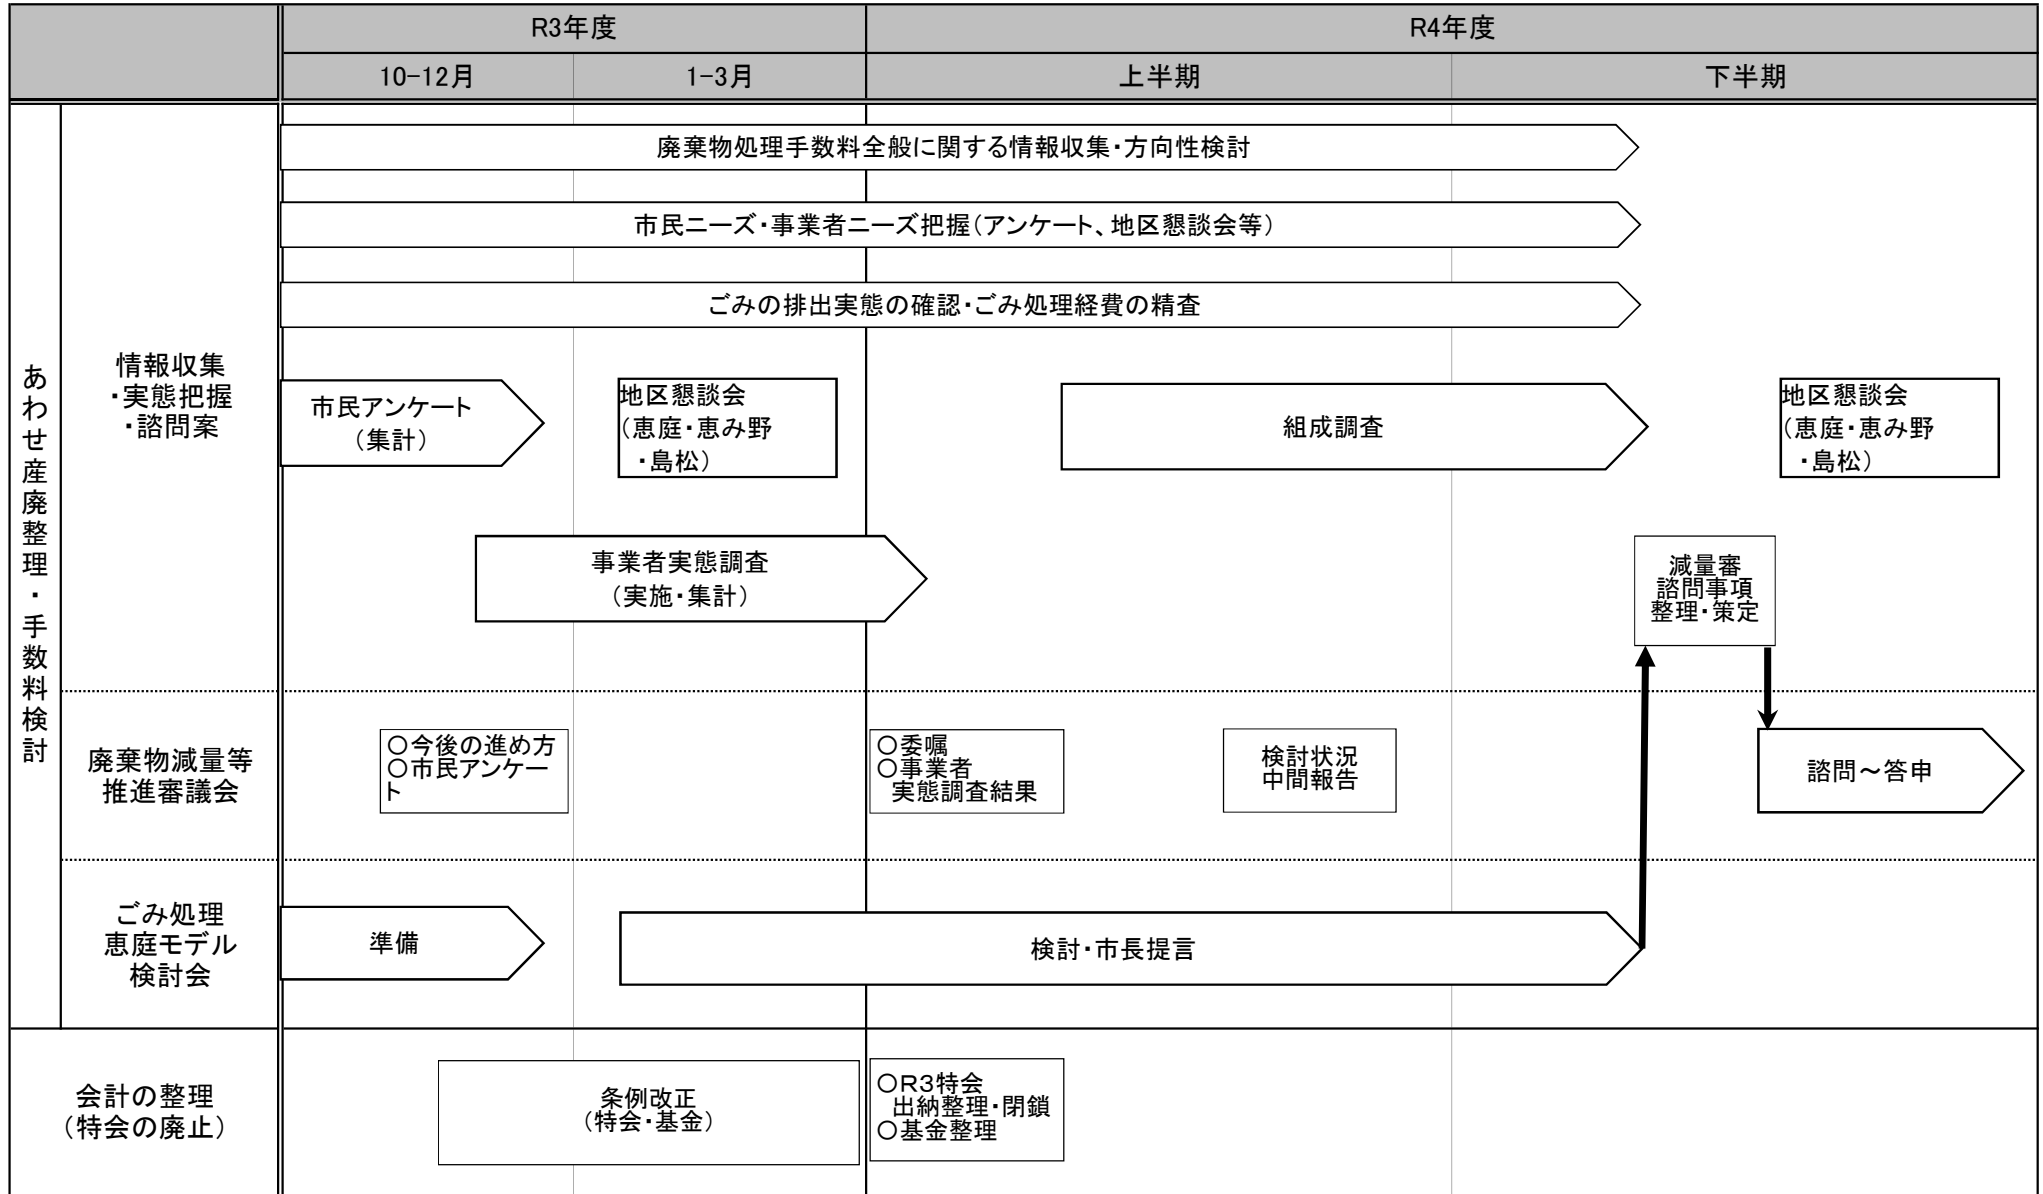 R3年度
R4年度
10-12月
1-3月
上半期
下半期
あわせ産廃整理・手数料検討
情報収集
・実態把握
・諮問案
廃棄物処理手数料全般に関する情報収集・方向性検討
市民ニーズ・事業者ニーズ把握(アンケート、地区懇談会等)
ごみの排出実態の確認・ごみ処理経費の精査
市民アンケート
(集計)
地区懇談会
(恵庭・恵み野
・島松)
組成調査
地区懇談会
(恵庭・恵み野
・島松)
事業者実態調査
(実施・集計)
減量審
諮問事項
整理・策定
廃棄物減量等
推進審議会
○今後の進め方
○市民アンケー
ト
○委嘱
○事業者
実態調査結果
検討状況
中間報告
諮問～答申
ごみ処理
恵庭モデル
検討会
準備
検討・市長提言
会計の整理
(特会の廃止)
条例改正
(特会・基金)
○R3特会
出納整理・閉鎖
○基金整理